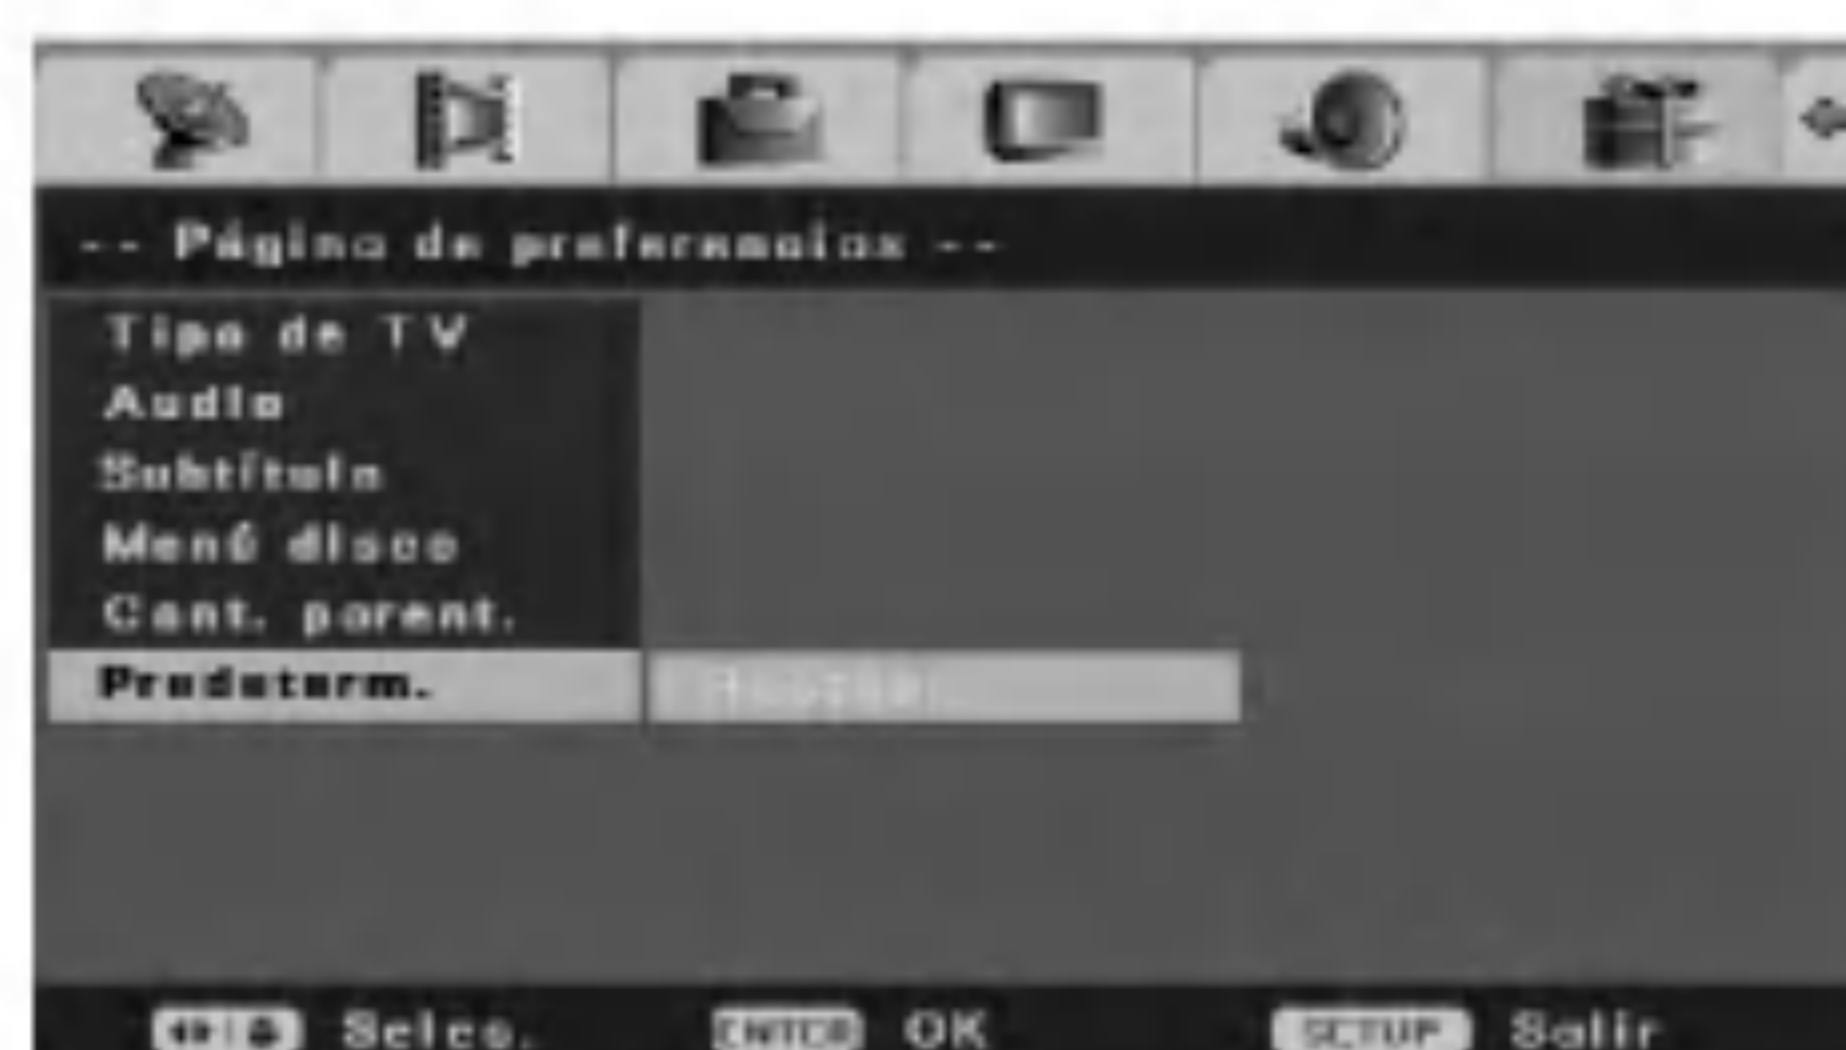 -- Página de preferencias --
Tipo de TV
Audio
Subtítulo
Menú disco
Cont. parent.
Predeterm.
Selec.
ENTER OK
SETUP Salir